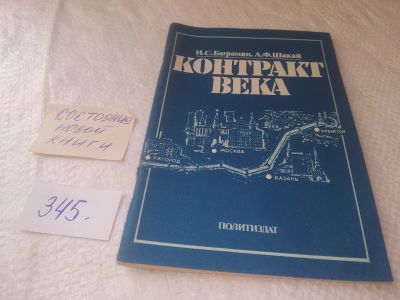 И.С. Баграмян, А.Ф. Шакай
КОНТРАКТ
ВЕКА
УРЕНГОЙ
МОСКВА
УЖГОРОД
КАЗАНЬ
ПОЛИТИЗДАТ
СОСТОЯНИЕ
НОВОЙ
КНИГИ
345.